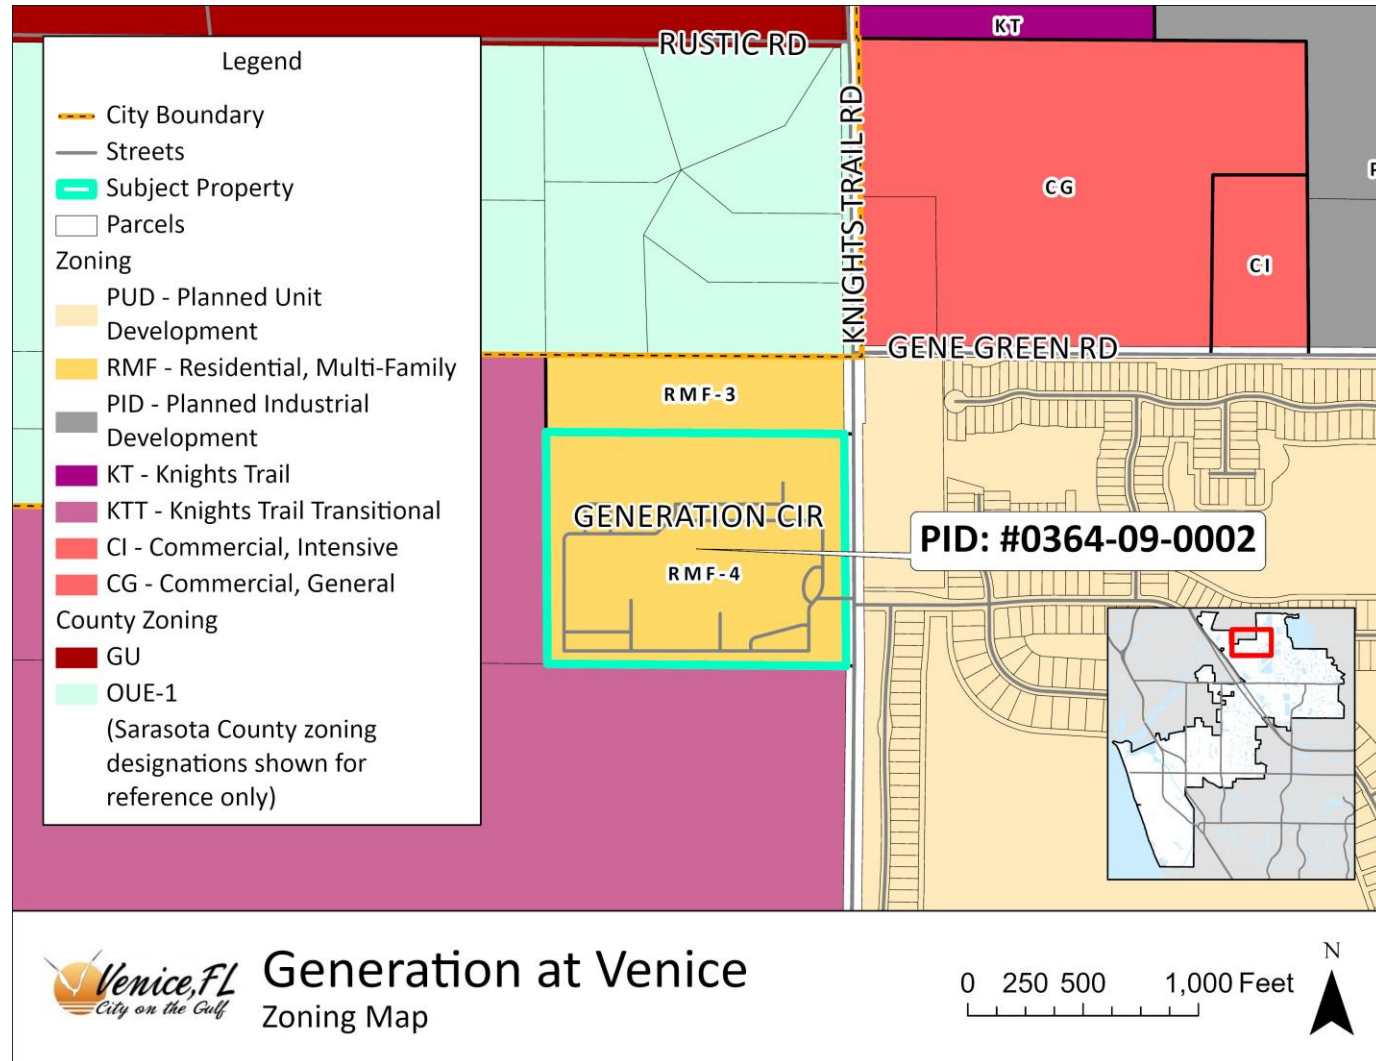 Legend
City Boundary
Streets
Subject Property
Parcels
Zoning
PUD - Planned Unit
Development
RMF - Residential, Multi-Family
PID - Planned Industrial
Development
KT - Knights Trail
KTT - Knights Trail Transitional
CI - Commercial, Intensive
CG - Commercial, General
County Zoning
GU
OUE-1
(Sarasota County zoning
designations shown for
reference only)
RUSTIC RD
KT
KNIGHTS TRAIL RD
CG
CI
GENE GREEN RD
RMF-3
GENERATION CIR
RMF-4
PID: #0364-09-0002
Venice, FL
City on the Gulf
Generation at Venice
Zoning Map
0 250 500 1,000 Feet
N